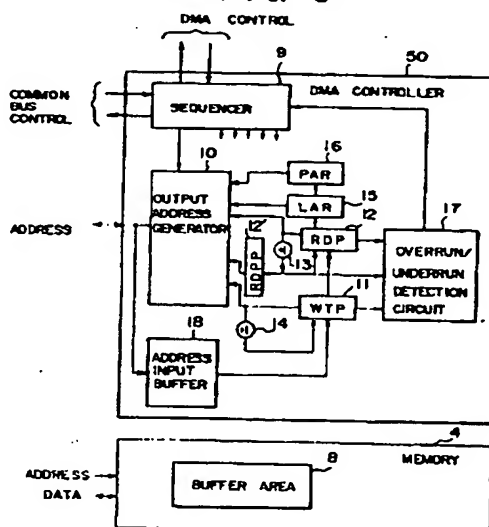 DMA CONTROL
9
50
COMMON BUS CONTROL
SEQUENCER
DMA CONTROLLER
10
16
PAR
15
LAR
12
17
ADDRESS
OUTPUT ADDRESS GENERATOR
12'
RDP
13
RDPP
OVERRUN/ UNDERRUN DETECTION CIRCUIT
11
WTP
14
18
ADDRESS INPUT BUFFER
4
ADDRESS
DATA
8
MEMORY
BUFFER AREA